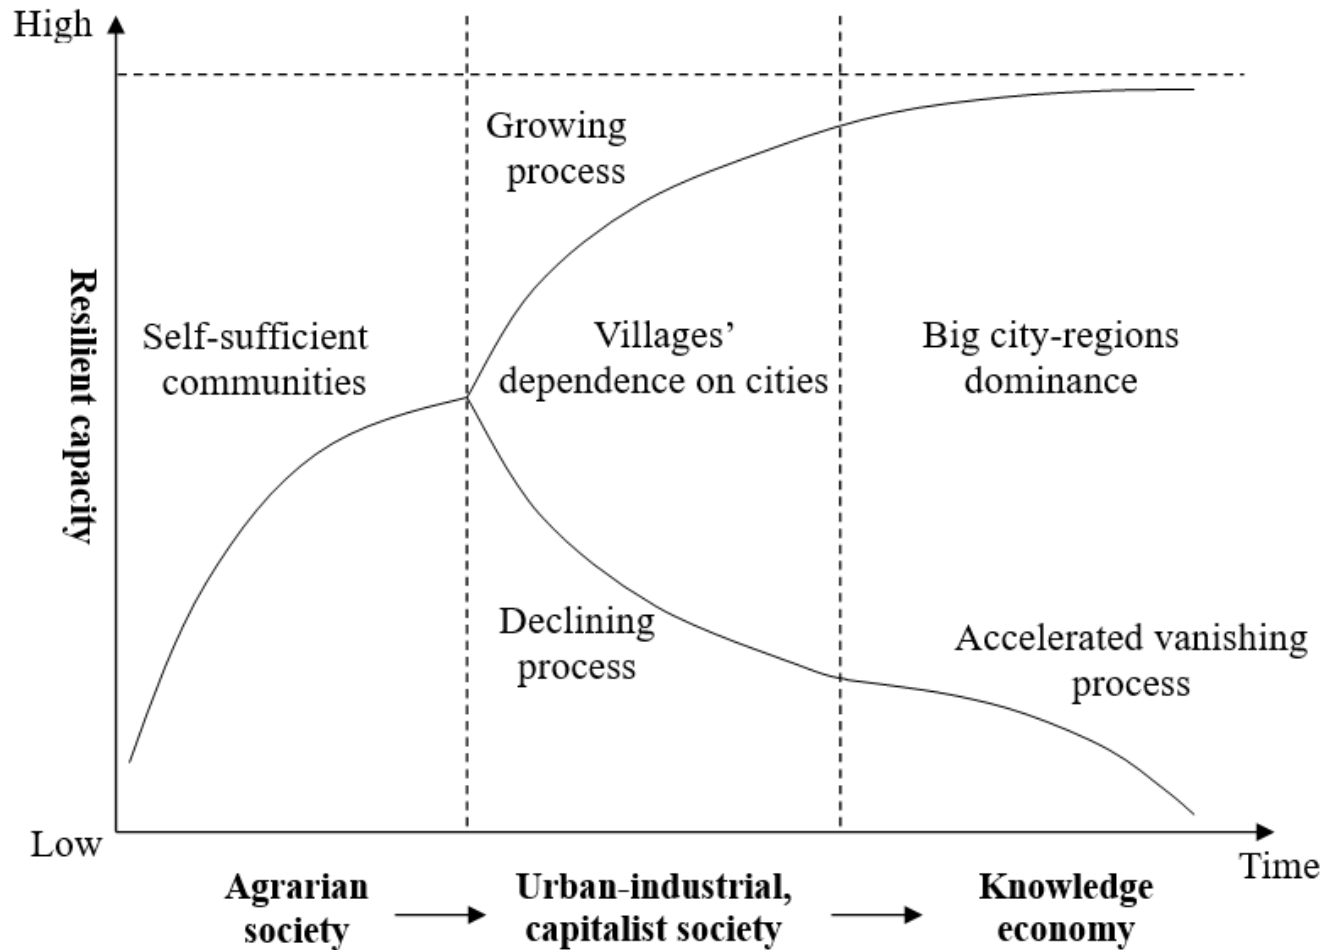 High
Growing
process
Resilient capacity
Self-sufficient
communities
Villages’
dependence on cities
Big city-regions
dominance
Declining
process
Accelerated vanishing
process
Low
Time
Agrarian
society
Urban-industrial,
capitalist society
Knowledge
economy